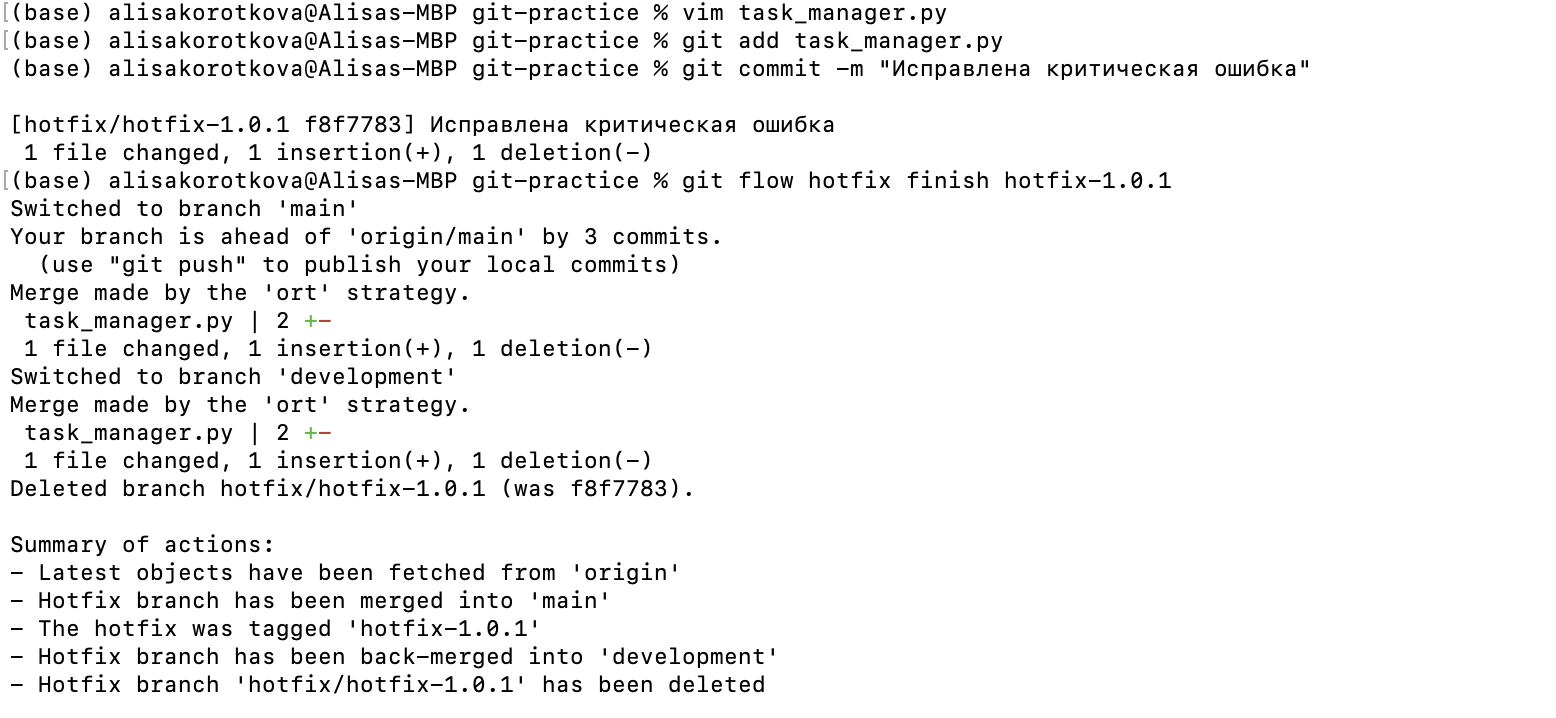 [(base) alisakorotkova@Alisas-MBP git-practice % vim task_manager.py
[(base) alisakorotkova@Alisas-MBP git-practice % git add task_manager.py
(base) alisakorotkova@Alisas-MBP git-practice % git commit -m "Исправлена критическая ошибка"
[hotfix/hotfix-1.0.1 f8f7783] Исправлена критическая ошибка
1 file changed, 1 insertion(+), 1 deletion(-)
[(base) alisakorotkova@Alisas-MBP git-practice % git flow hotfix finish hotfix-1.0.1
Switched to branch 'main'
Your branch is ahead of 'origin/main' by 3 commits.
(use "git push" to publish your local commits)
Merge made by the 'ort' strategy.
task_manager.py | 2 +-
1 file changed, 1 insertion(+), 1 deletion(-)
Switched to branch 'development'
Merge made by the 'ort' strategy.
task_manager.py | 2 +-
1 file changed, 1 insertion(+), 1 deletion(-)
Deleted branch hotfix/hotfix-1.0.1 (was f8f7783).
Summary of actions:
- Latest objects have been fetched from 'origin'
- Hotfix branch has been merged into 'main'
- The hotfix was tagged 'hotfix-1.0.1'
- Hotfix branch has been back-merged into 'development'
- Hotfix branch 'hotfix/hotfix-1.0.1' has been deleted